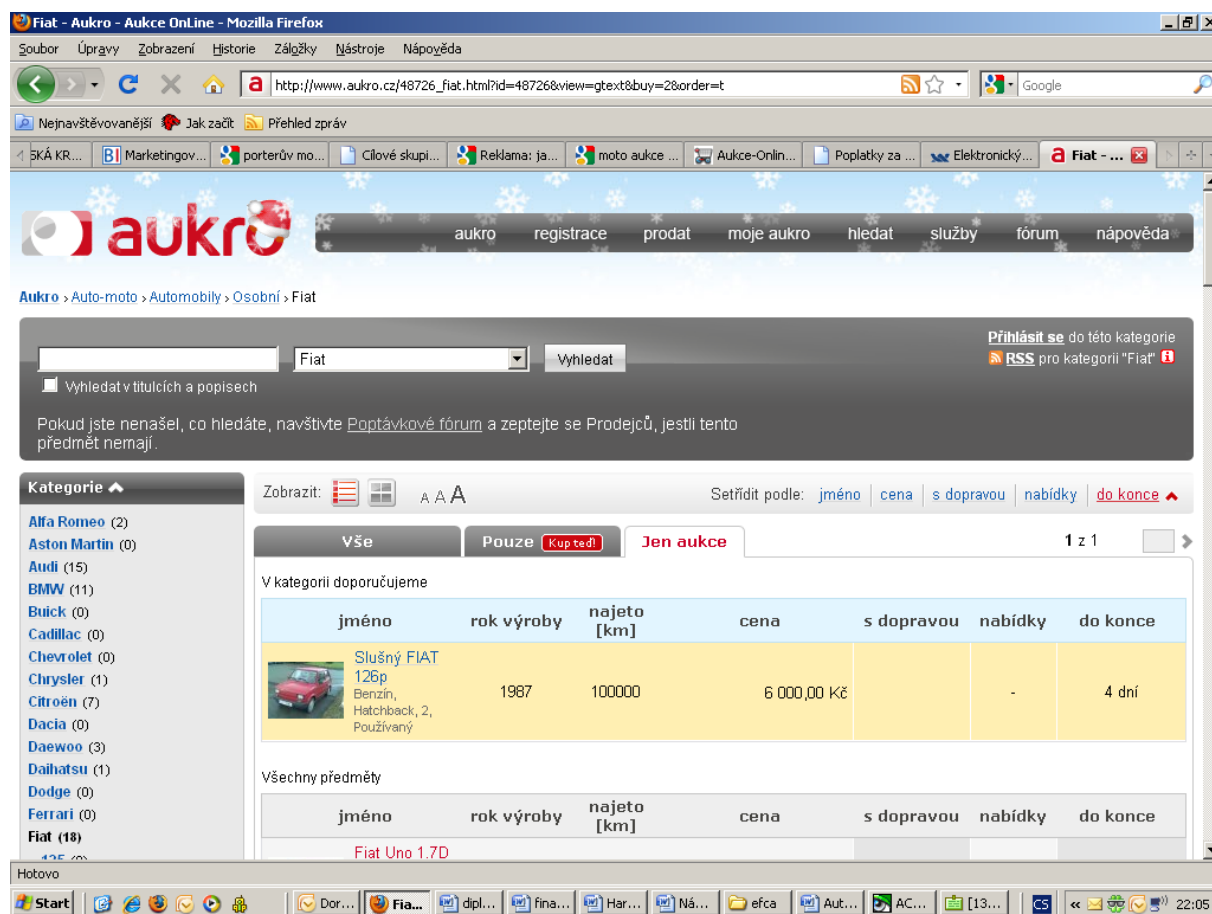 Fiat - Aukro - Aukce OnLine - Mozilla Firefox
Soubor Úpravy Zobrazení Historie Záložky Nástroje Nápověda
a http://www.aukro.cz/48726_fiat.html?id=48726&view=gtext&buy=2&order=t Google
Nejnavštěvovanější Jak začít Přehled zpráv
SKÁ KR... BI Marketingov... porterův mo... Cílové skupi... Reklama: ja... moto aukce ... Aukce-Onlin... Poplatky za ... Elektronický... a Fiat - ...
aukro
aukro registrace prodat moje aukro hledat služby fórum nápověda
Aukro › Auto-moto › Automobily › Osobní › Fiat
Přihlásit se do této kategorie
Fiat Vyhledat
RSS pro kategorii "Fiat" i
Vyhledat v titulcích a popisech
Pokud jste nenašel, co hledáte, navštivte Poptávkové fórum a zeptejte se Prodejců, jestli tento
předmět nemají.
Kategorie
Alfa Romeo (2)
Aston Martin (0)
Audi (15)
BMW (11)
Buick (0)
Cadillac (0)
Chevrolet (0)
Chrysler (1)
Citroën (7)
Dacia (0)
Daewoo (3)
Daihatsu (1)
Dodge (0)
Ferrari (0)
Fiat (18)
Zobrazit: A A A Setřídit podle: jméno cena s dopravou nabídky do konce
Vše Pouze Kup teď! Jen aukce 1 z 1
V kategorii doporučujeme
jméno rok výroby najeto [km] cena s dopravou nabídky do konce
Slušný FIAT
126p
Benzín,
Hatchback, 2,
Používaný
1987 100000 6 000,00 Kč - 4 dní
Všechny předměty
jméno rok výroby najeto [km] cena s dopravou nabídky do konce
Fiat Uno 1.7D
Hotovo
Start Dor... Fia... dipl... fina... Har... Ná... efca Aut... AC... [13... CS « 22:05